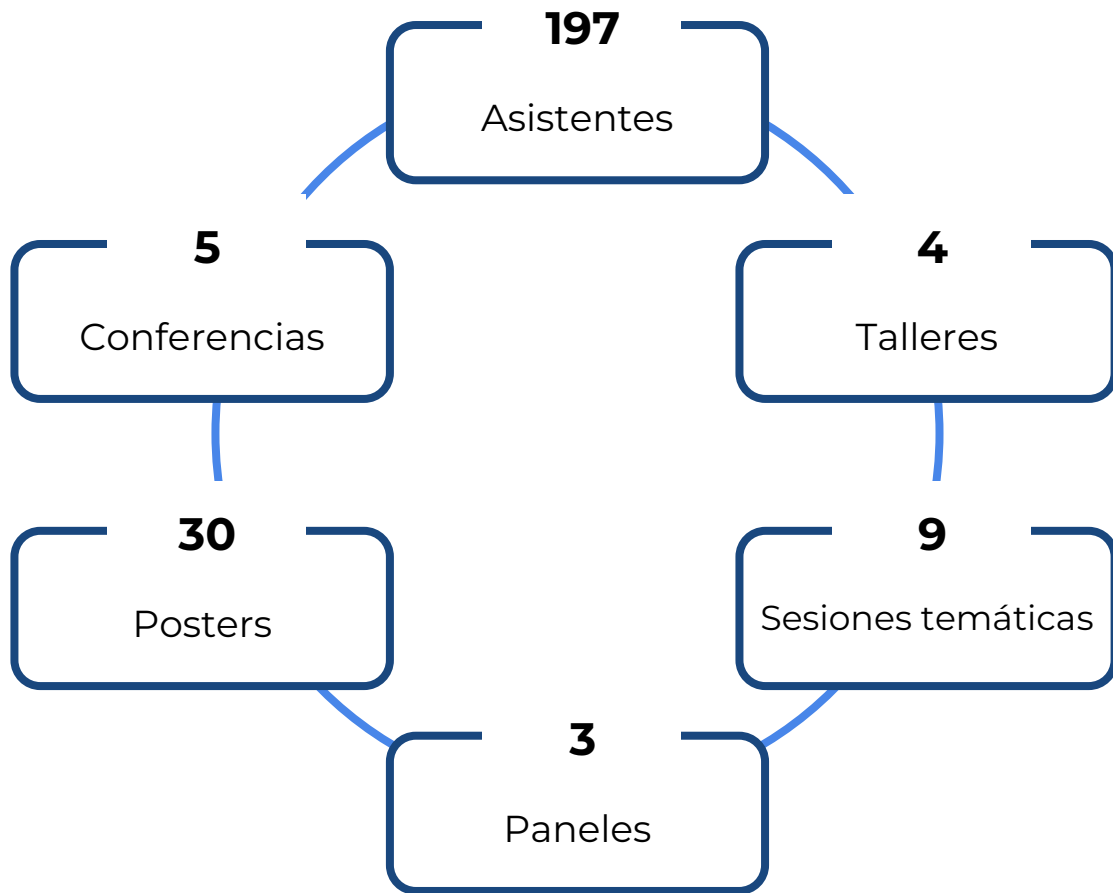 197
Asistentes
5
Conferencias
4
Talleres
30
Posters
9
Sesiones temáticas
3
Paneles